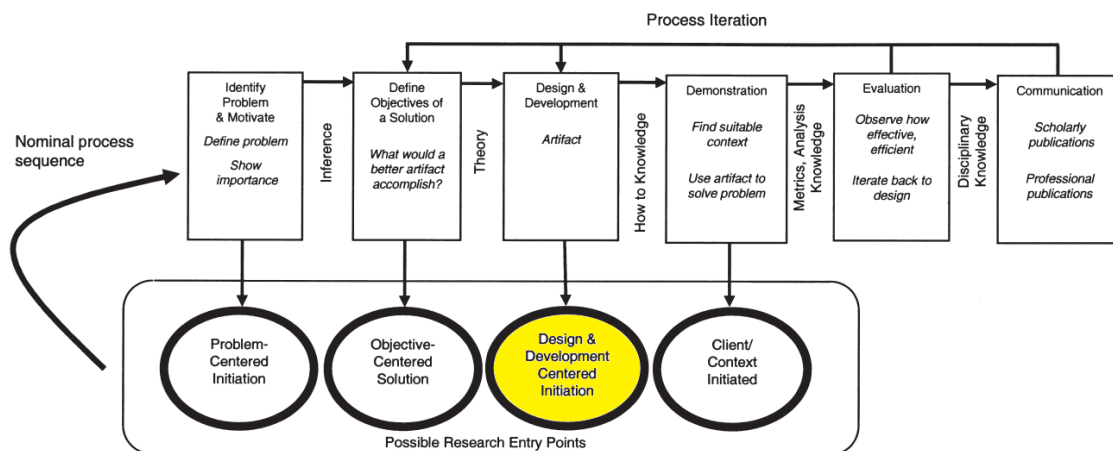 Process Iteration
Nominal process
sequence
Identify
Problem
& Motivate
Define problem
Show
importance
Inference
Define
Objectives of
a Solution
What would a
better artifact
accomplish?
Theory
Design &
Development
Artifact
How to Knowledge
Demonstration
Find suitable
context
Use artifact to
solve problem
Metrics, Analysis
Knowledge
Evaluation
Observe how
effective,
efficient
Iterate back to
design
Disciplinary
Knowledge
Communication
Scholarly
publications
Professional
publications
Problem-
Centered
Initiation
Objective-
Centered
Solution
Design &
Development
Centered
Initiation
Client/
Context
Initiated
Possible Research Entry Points